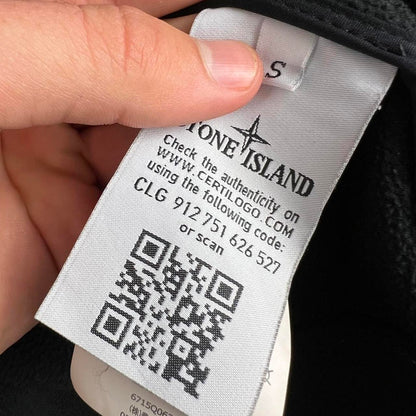 S
STONE ISLAND
Check the authenticity on
WWW.CERTILOGO.COM
using the following code:
CLG 912 751 626 527
or scan